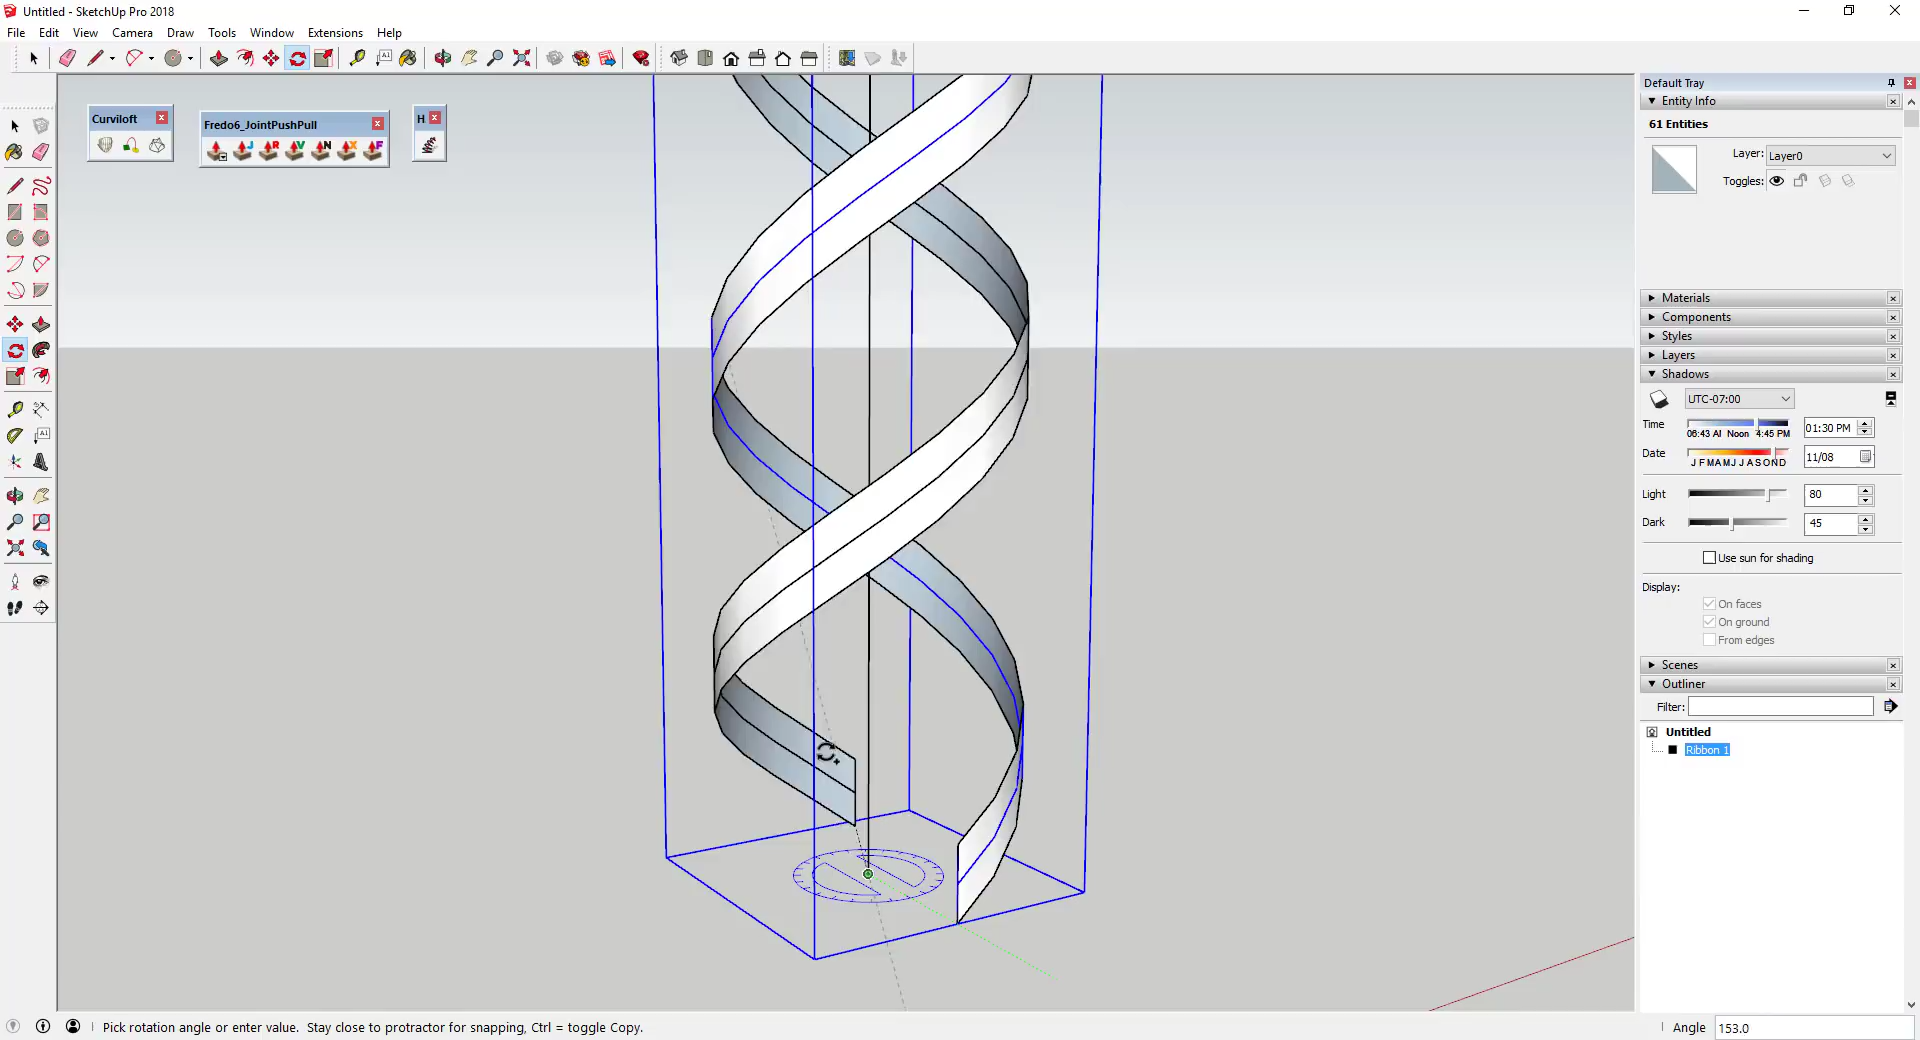 Untitled - SketchUp Pro 2018
File Edit View Camera Draw Tools Window Extensions Help
Default Tray
Entity Info
61 Entities
Layer: Layer0
Toggles:
Curviloft
Fredo6_JointPushPull
J R V N X F
H
Materials
Components
Styles
Layers
Shadows
UTC-07:00
Time 01:30 PM
06:43 AI Noon 4:45 PM
Date 11/08
J F M A M J J A S O N D
Light 80
Dark 45
Use sun for shading
Display:
On faces
On ground
From edges
Scenes
Outliner
Filter:
Untitled
Ribbon 1
Pick rotation angle or enter value. Stay close to protractor for snapping, Ctrl = toggle Copy.
Angle 153.0